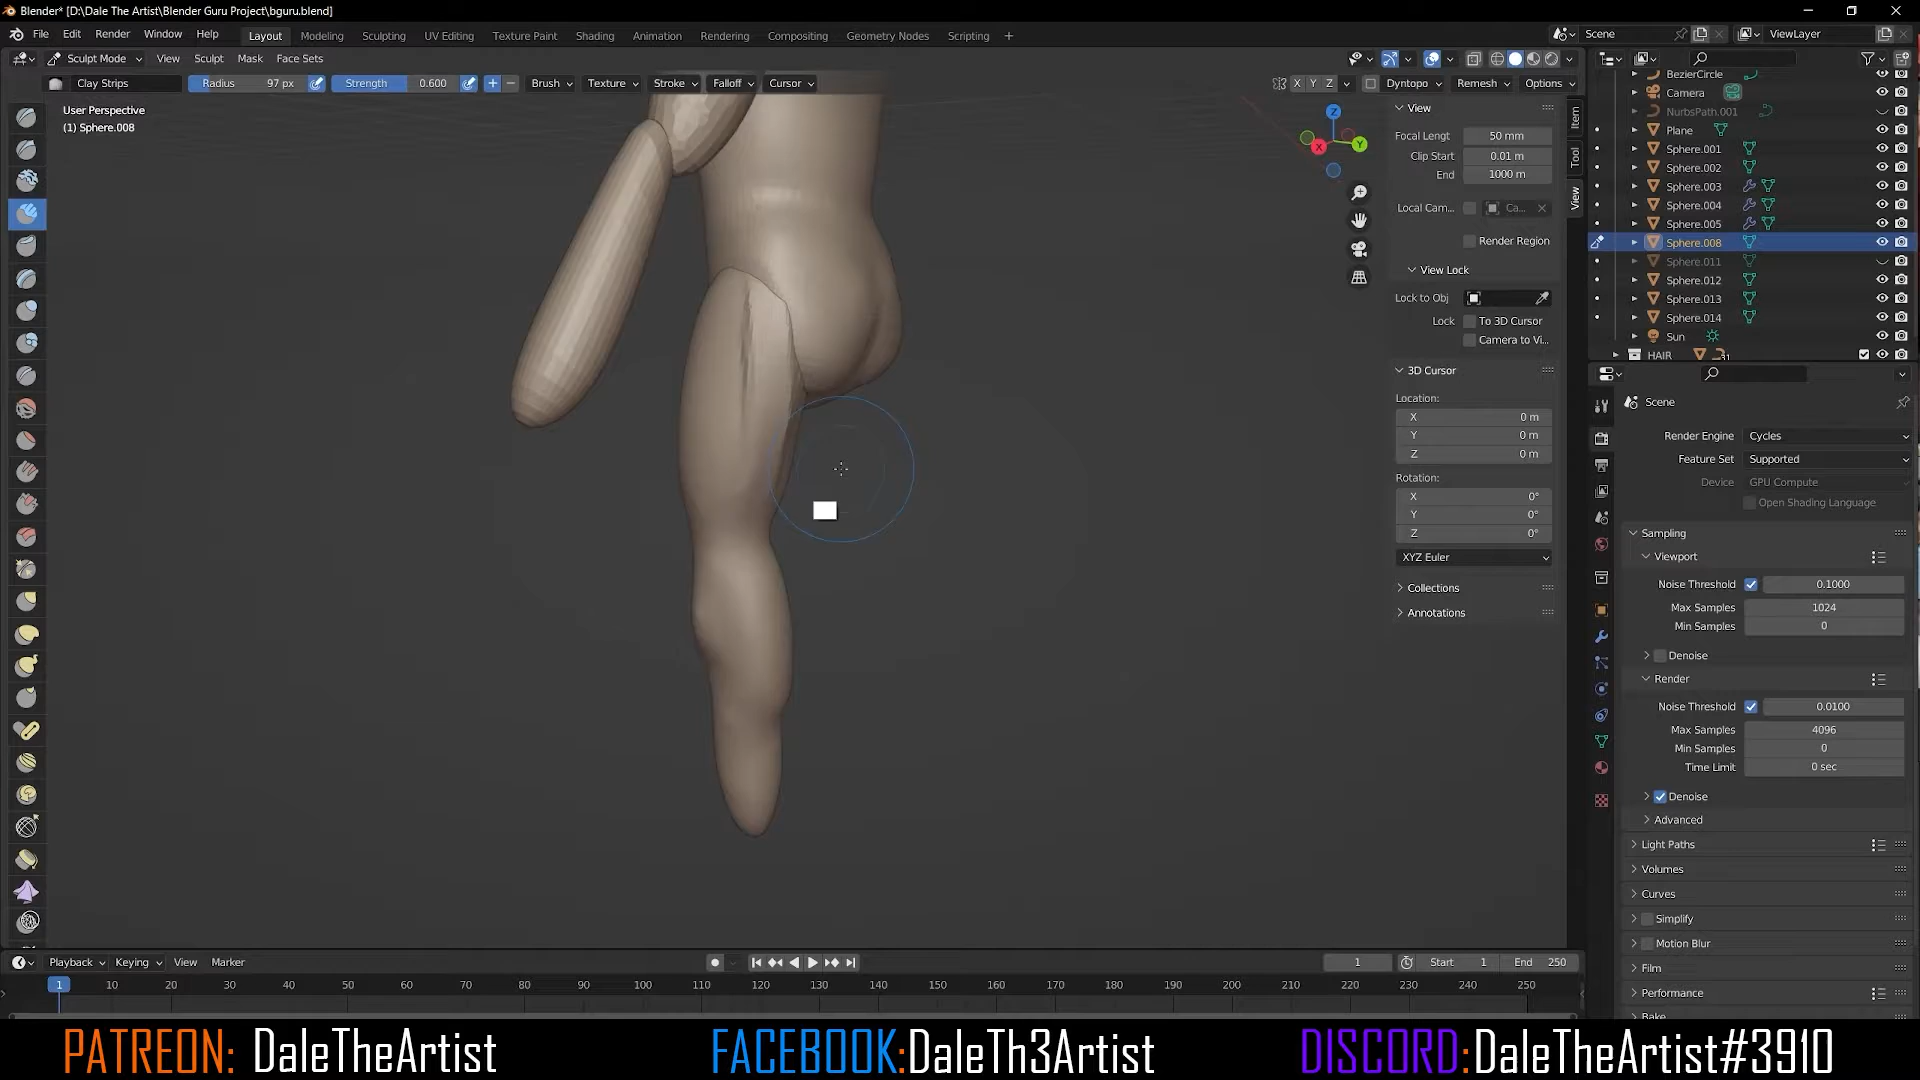 Blender* [D:\Dale The Artist\Blender Guru Project\bguru.blend]
File Edit Render Window Help Layout Modeling Sculpting UV Editing Texture Paint Shading Animation Rendering Compositing Geometry Nodes Scripting + Scene ViewLayer
Sculpt Mode View Sculpt Mask Face Sets
Clay Strips Radius 97 px Strength 0.600 Brush Texture Stroke Falloff Cursor X Y Z Dyntopo Remesh Options
User Perspective
(1) Sphere.008
Z
X
Y
View
Focal Lengt 50 mm
Clip Start 0.01 m
End 1000 m
Local Cam... Ca...
Render Region
View Lock
Lock to Obj
Lock To 3D Cursor
Camera to Vi...
3D Cursor
Location:
X 0 m
Y 0 m
Z 0 m
Rotation:
X 0°
Y 0°
Z 0°
XYZ Euler
Collections
Annotations
Item
Tool
View
BezierCircle
Camera
NurbsPath.001
Plane
Sphere.001
Sphere.002
Sphere.003
Sphere.004
Sphere.005
Sphere.008
Sphere.011
Sphere.012
Sphere.013
Sphere.014
Sun
HAIR 31
Scene
Render Engine Cycles
Feature Set Supported
Device GPU Compute
Open Shading Language
Sampling
Viewport
Noise Threshold 0.1000
Max Samples 1024
Min Samples 0
Denoise
Render
Noise Threshold 0.0100
Max Samples 4096
Min Samples 0
Time Limit 0 sec
Denoise
Advanced
Light Paths
Volumes
Curves
Simplify
Motion Blur
Film
Performance
Bake
Playback Keying View Marker 1 Start 1 End 250
1 10 20 30 40 50 60 70 80 90 100 110 120 130 140 150 160 170 180 190 200 210 220 230 240 250
PATREON: DaleTheArtist FACEBOOK:DaleTh3Artist DISCORD:DaleTheArtist#3910